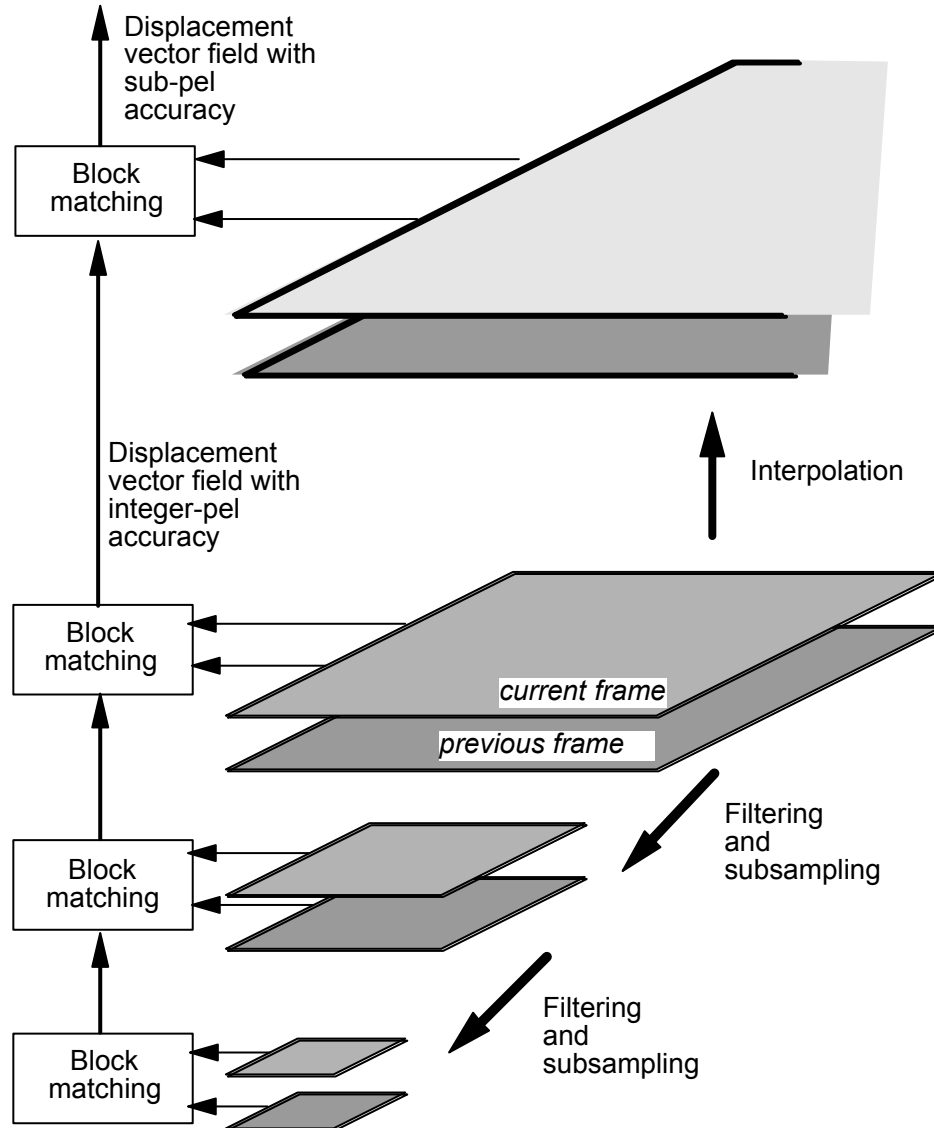 Displacement
vector field with
sub-pel
accuracy
Block
matching
Displacement
vector field with
integer-pel
accuracy
Interpolation
Block
matching
current frame
previous frame
Filtering
and
subsampling
Block
matching
Filtering
and
subsampling
Block
matching